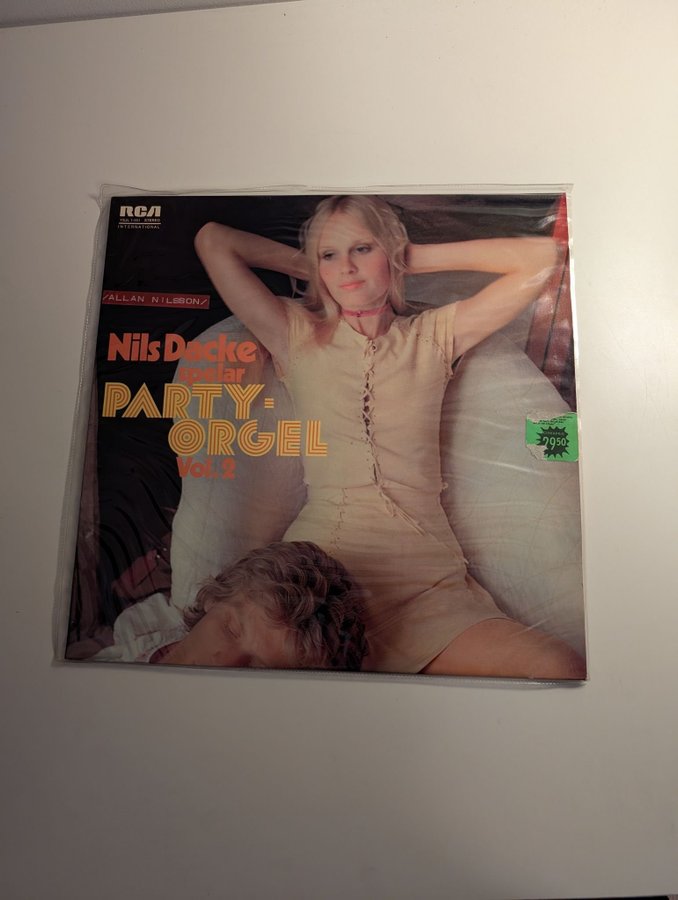 RCA
STEREO
INTERNATIONAL
/ALLAN NILSSON/
Nils Dacke
spelar
PARTY-
ORGEL
Vol. 2
29.50